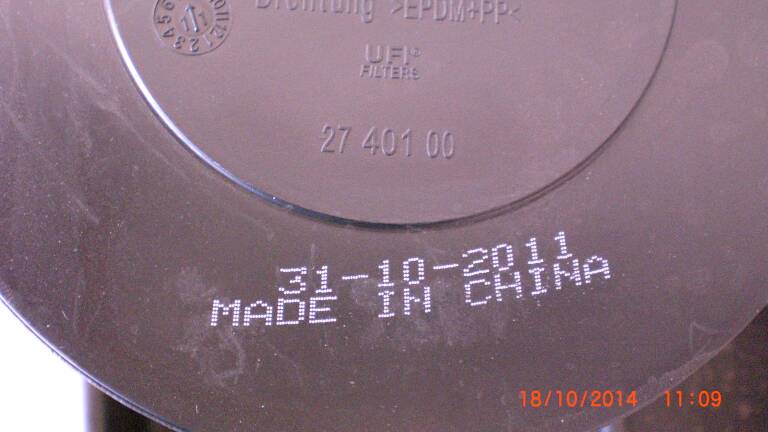 Dichtung >EPDM+PP<
UFI
FILTERS
27 401 00
31-10-2011
MADE IN CHINA
18/10/2014 11:09